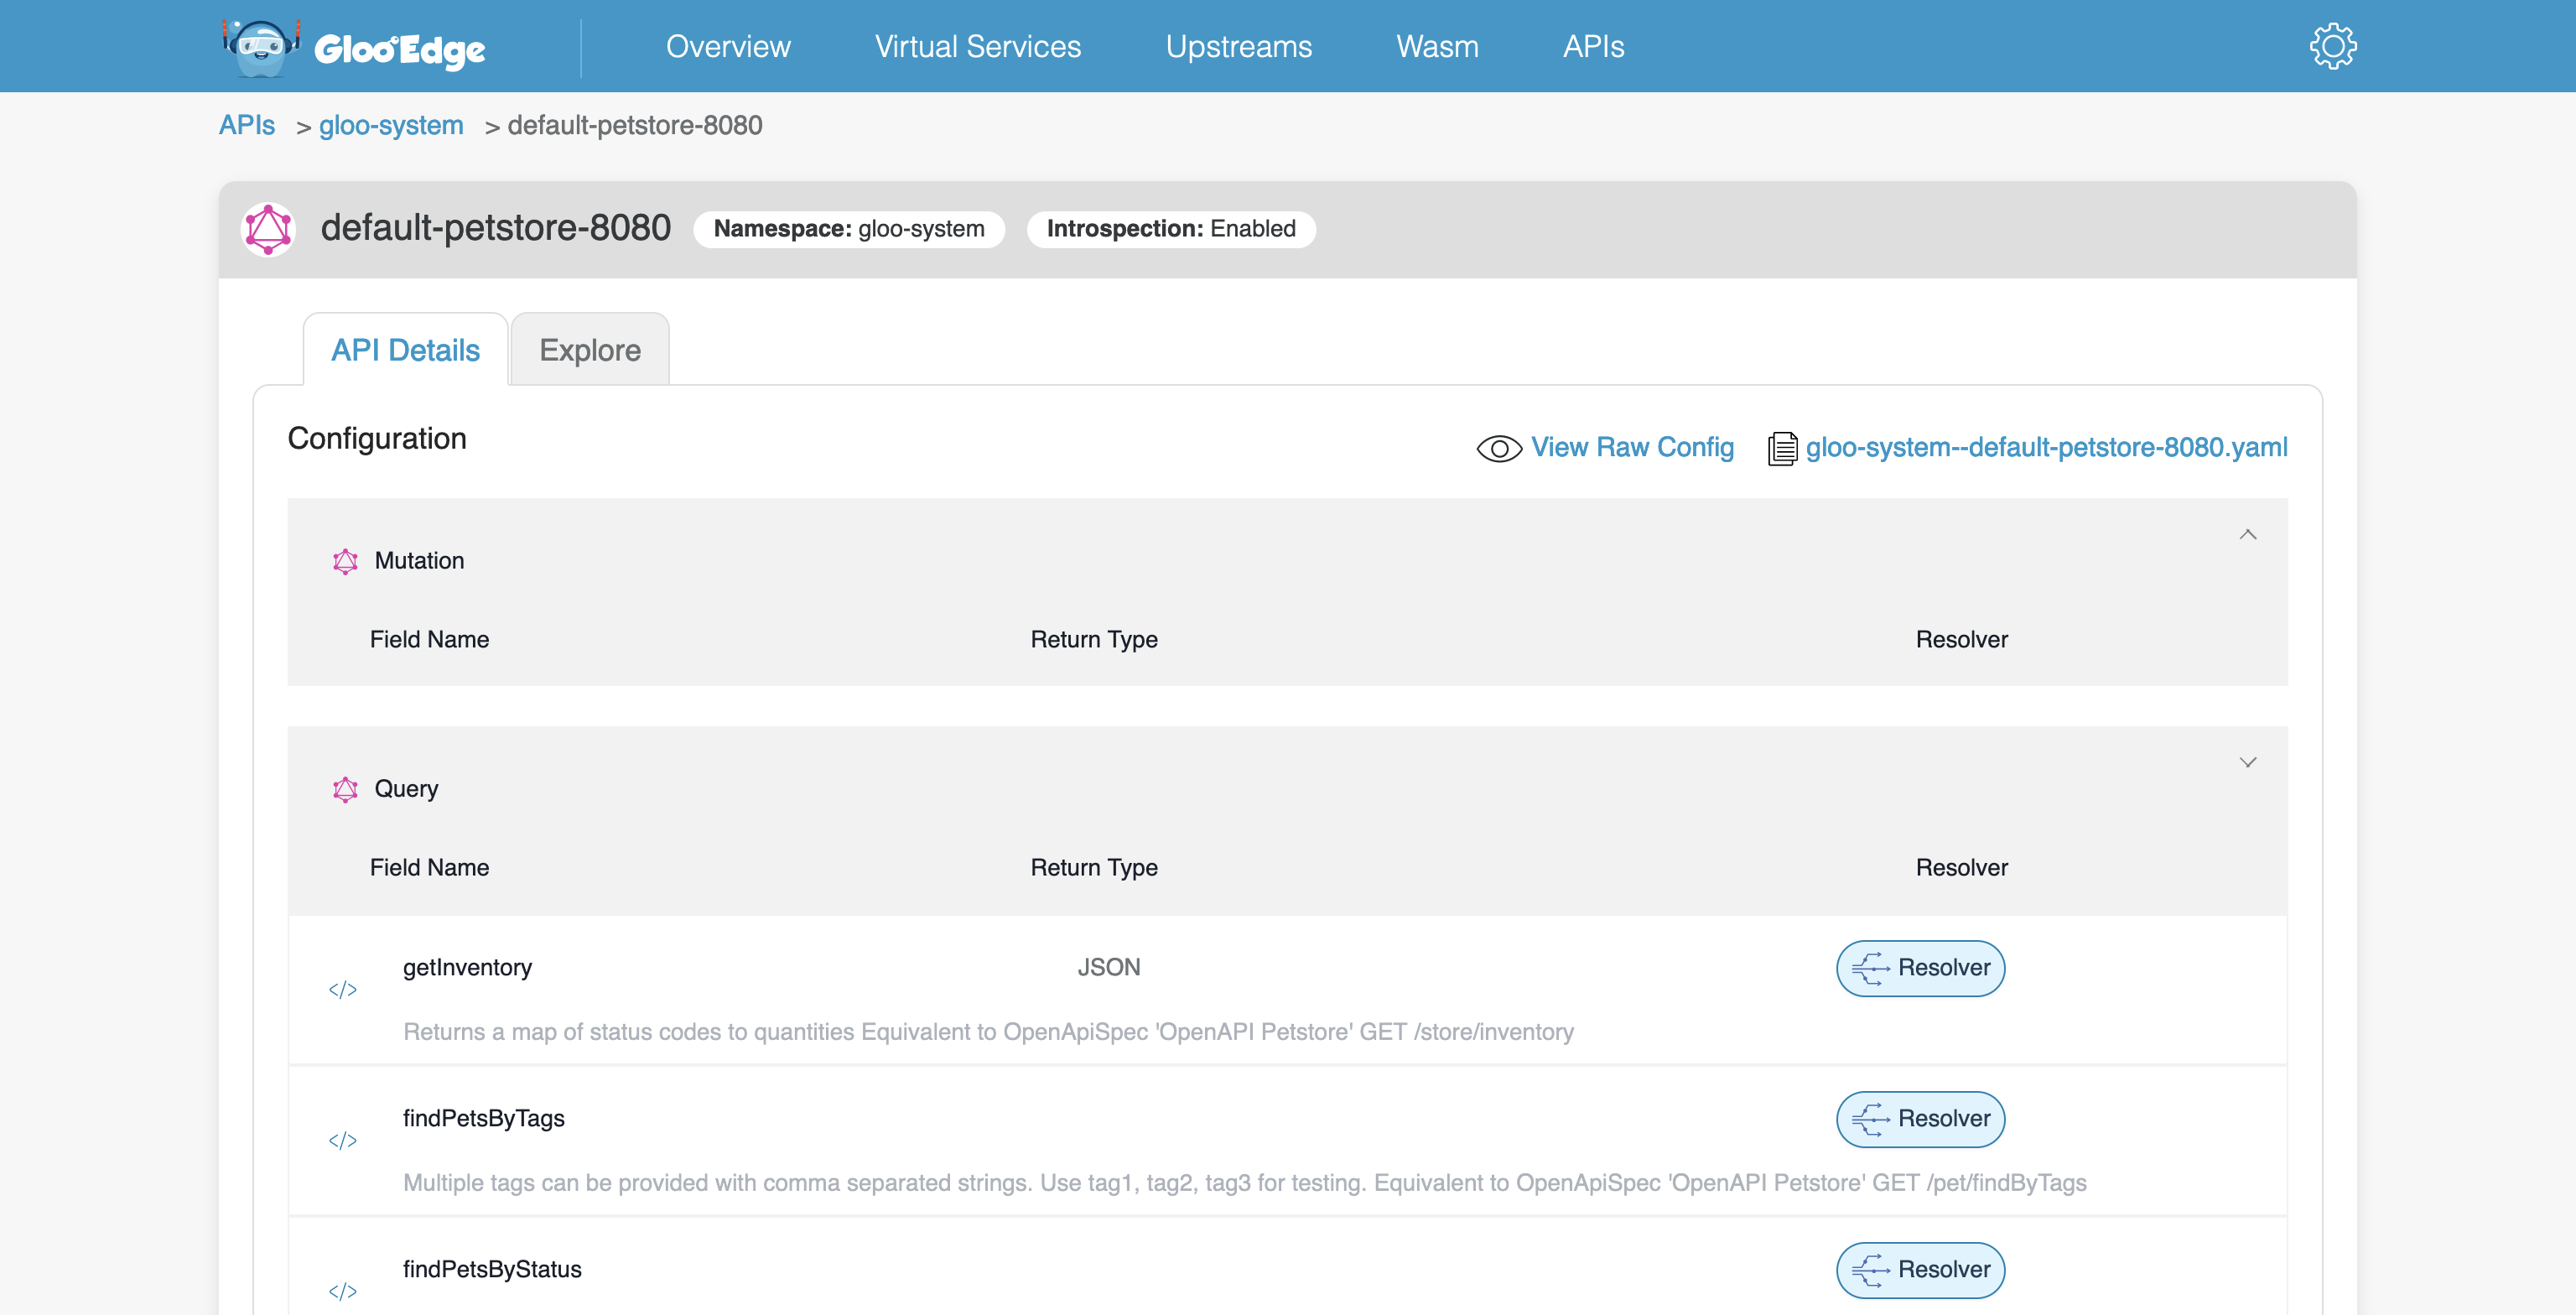 Gloo Edge
Overview Virtual Services Upstreams Wasm APIs
APIs > gloo-system > default-petstore-8080
default-petstore-8080 Namespace: gloo-system Introspection: Enabled
API Details Explore
Configuration View Raw Config gloo-system--default-petstore-8080.yaml
Mutation
Field Name Return Type Resolver
Query
Field Name Return Type Resolver
getInventory JSON Resolver
</>
Returns a map of status codes to quantities Equivalent to OpenApiSpec 'OpenAPI Petstore' GET /store/inventory
findPetsByTags Resolver
</>
Multiple tags can be provided with comma separated strings. Use tag1, tag2, tag3 for testing. Equivalent to OpenApiSpec 'OpenAPI Petstore' GET /pet/findByTags
findPetsByStatus Resolver
</>